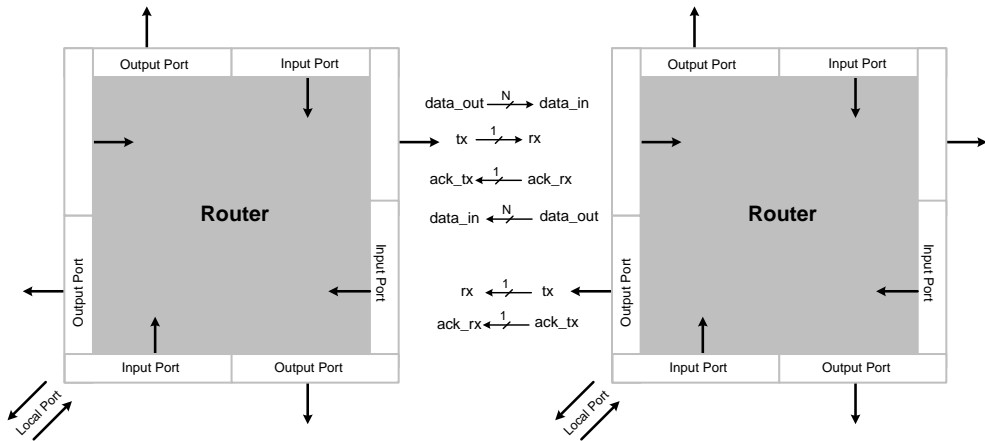 Output Port Input Port
Output Port Input Port
data_out N data_in
tx 1 rx
ack_tx 1 ack_rx
Router
data_in N data_out
Router
Output Port
Input Port
Output Port
Input Port
rx 1 tx
ack_rx 1 ack_tx
Input Port Output Port
Input Port Output Port
Local Port
Local Port